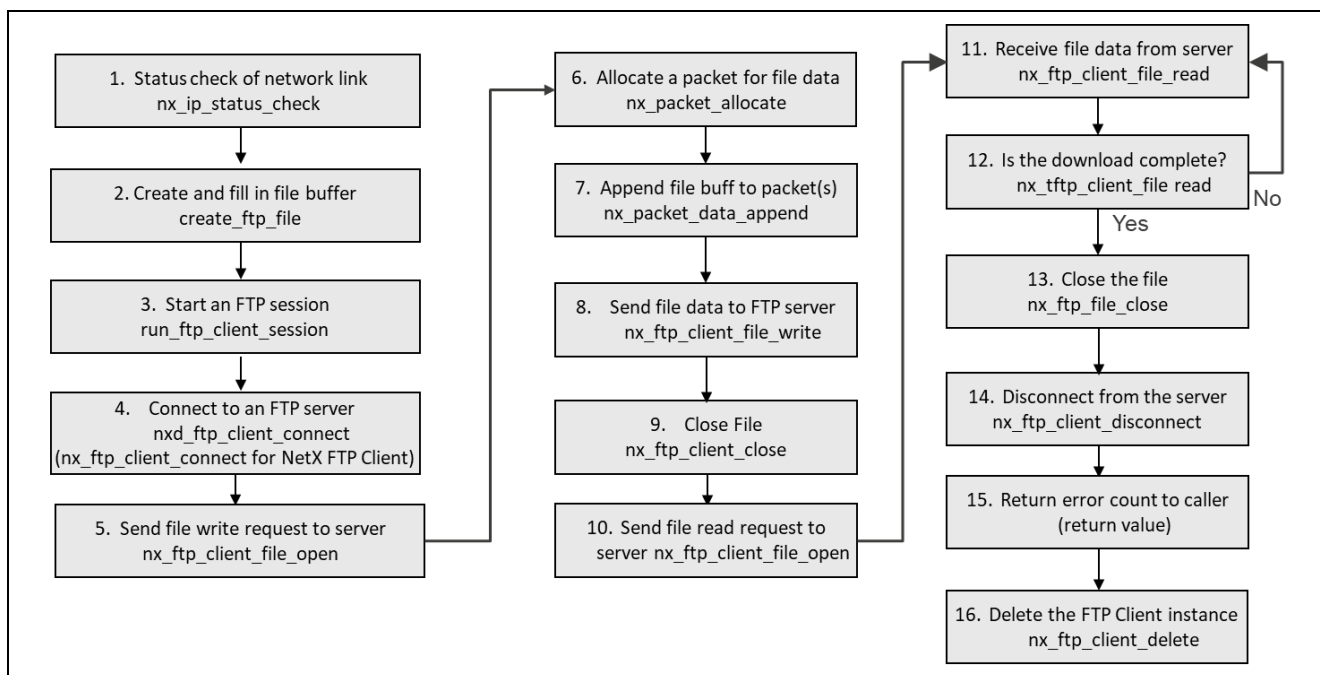 1. Status check of network link
nx_ip_status_check
2. Create and fill in file buffer
create_ftp_file
3. Start an FTP session
run_ftp_client_session
4. Connect to an FTP server
nxd_ftp_client_connect
(nx_ftp_client_connect for NetX FTP Client)
5. Send file write request to server
nx_ftp_client_file_open
6. Allocate a packet for file data
nx_packet_allocate
7. Append file buff to packet(s)
nx_packet_data_append
8. Send file data to FTP server
nx_ftp_client_file_write
9. Close File
nx_ftp_client_close
10. Send file read request to
server nx_ftp_client_file_open
11. Receive file data from server
nx_ftp_client_file_read
12. Is the download complete?
nx_tftp_client_file read
No
Yes
13. Close the file
nx_ftp_file_close
14. Disconnect from the server
nx_ftp_client_disconnect
15. Return error count to caller
(return value)
16. Delete the FTP Client instance
nx_ftp_client_delete